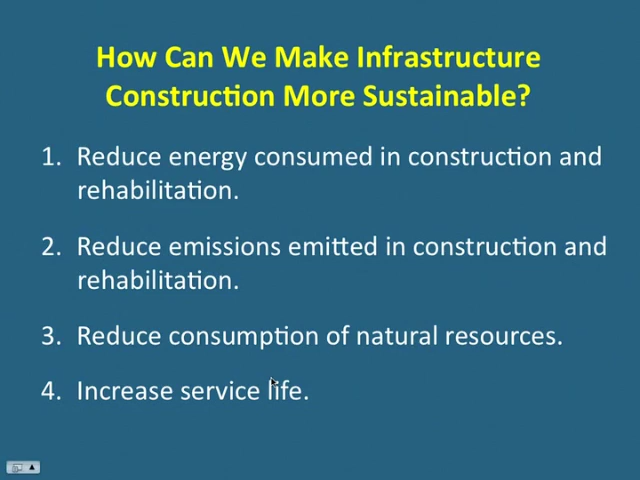 How Can We Make Infrastructure
Construction More Sustainable?
1. Reduce energy consumed in construction and
rehabilitation.
2. Reduce emissions emitted in construction and
rehabilitation.
3. Reduce consumption of natural resources.
4. Increase service life.